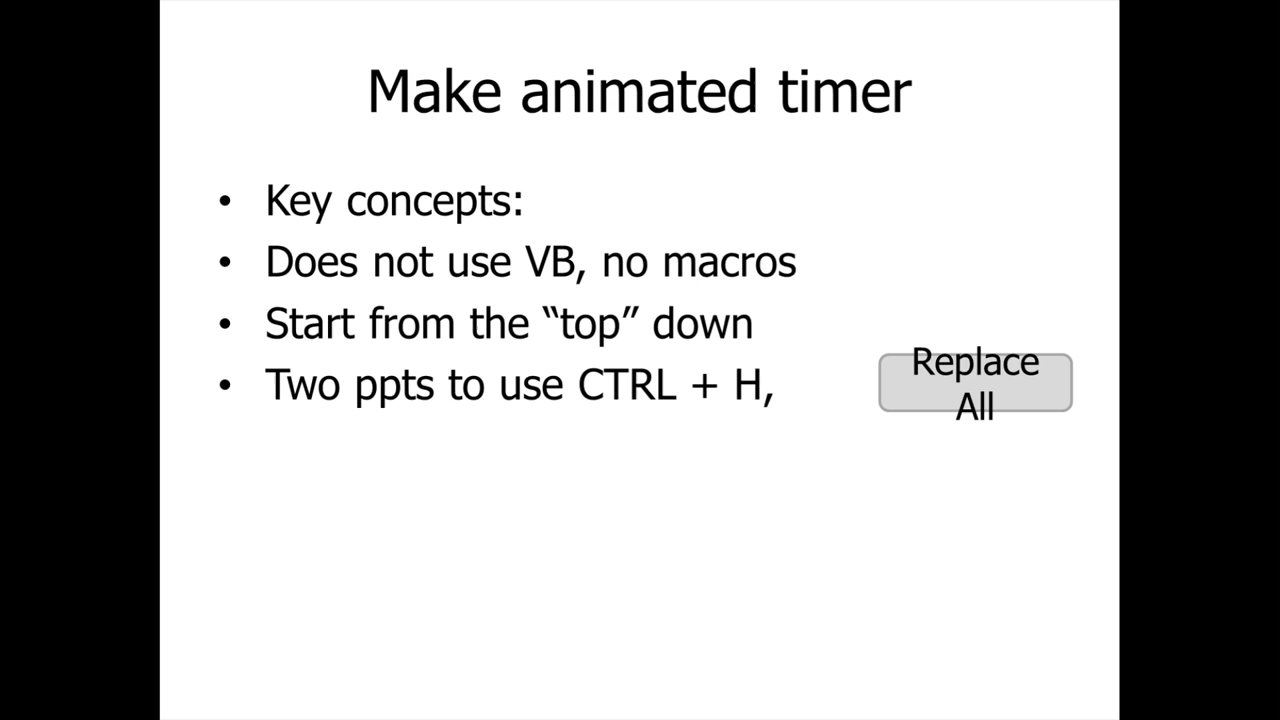 Make animated timer
• Key concepts:
• Does not use VB, no macros
• Start from the “top” down
• Two ppts to use CTRL + H,
Replace
All